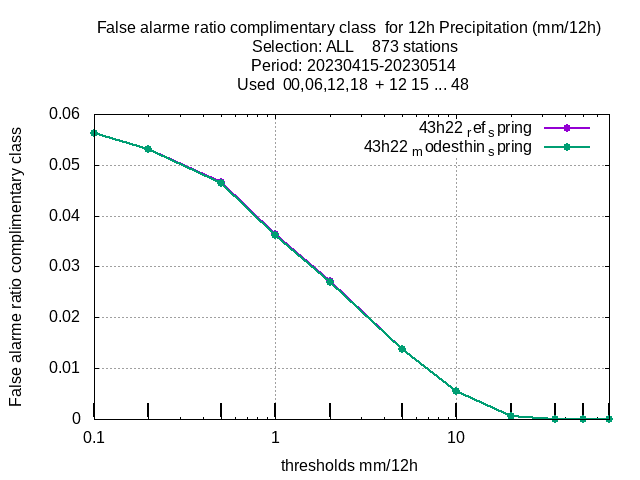 False alarme ratio complimentary class  for 12h Precipitation (mm/12h)
Selection: ALL    873 stations
Period: 20230415-20230514
Used  00,06,12,18  + 12 15 ... 48
43h22 ref spring
43h22 modesthin spring
False alarme ratio complimentary class
0.06
0.05
0.04
0.03
0.02
0.01
0
0.1
1
10
thresholds mm/12h